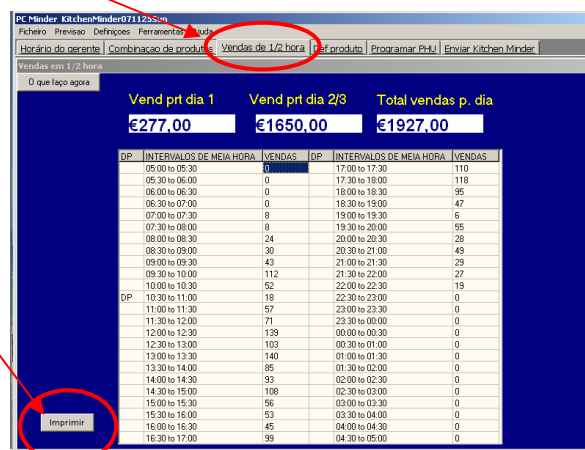 PC Minder KitchenMinder071125Sun
Ficheiro Previsao Definiçoes Ferramentas Ajuda
Horário do gerente Combinaçao de produtos Vendas de 1/2 hora Def produto Programar PHU Enviar Kitchen Minder
Vendas em 1/2 hora
O que faço agora
Vend prt dia 1 Vend prt dia 2/3 Total vendas p. dia
€277,00 €1650,00 €1927,00
DP INTERVALOS DE MEIA HORA VENDAS DP INTERVALOS DE MEIA HORA VENDAS
05:00 to 05:30 0 17:00 to 17:30 110
05:30 to 06:00 0 17:30 to 18:00 118
06:00 to 06:30 0 18:00 to 18:30 95
06:30 to 07:00 0 18:30 to 19:00 47
07:00 to 07:30 8 19:00 to 19:30 6
07:30 to 08:00 8 19:30 to 20:00 55
08:00 to 08:30 24 20:00 to 20:30 28
08:30 to 09:00 30 20:30 to 21:00 49
09:00 to 09:30 43 21:00 to 21:30 29
09:30 to 10:00 112 21:30 to 22:00 27
10:00 to 10:30 52 22:00 to 22:30 19
DP 10:30 to 11:00 18 22:30 to 23:00 0
11:00 to 11:30 57 23:00 to 23:30 0
11:30 to 12:00 71 23:30 to 00:00 0
12:00 to 12:30 139 00:00 to 00:30 0
12:30 to 13:00 103 00:30 to 01:00 0
13:00 to 13:30 140 01:00 to 01:30 0
13:30 to 14:00 85 01:30 to 02:00 0
14:00 to 14:30 93 02:00 to 02:30 0
14:30 to 15:00 108 02:30 to 03:00 0
15:00 to 15:30 56 03:00 to 03:30 0
15:30 to 16:00 53 03:30 to 04:00 0
16:00 to 16:30 45 04:00 to 04:30 0
16:30 to 17:00 99 04:30 to 05:00 0
Imprimir